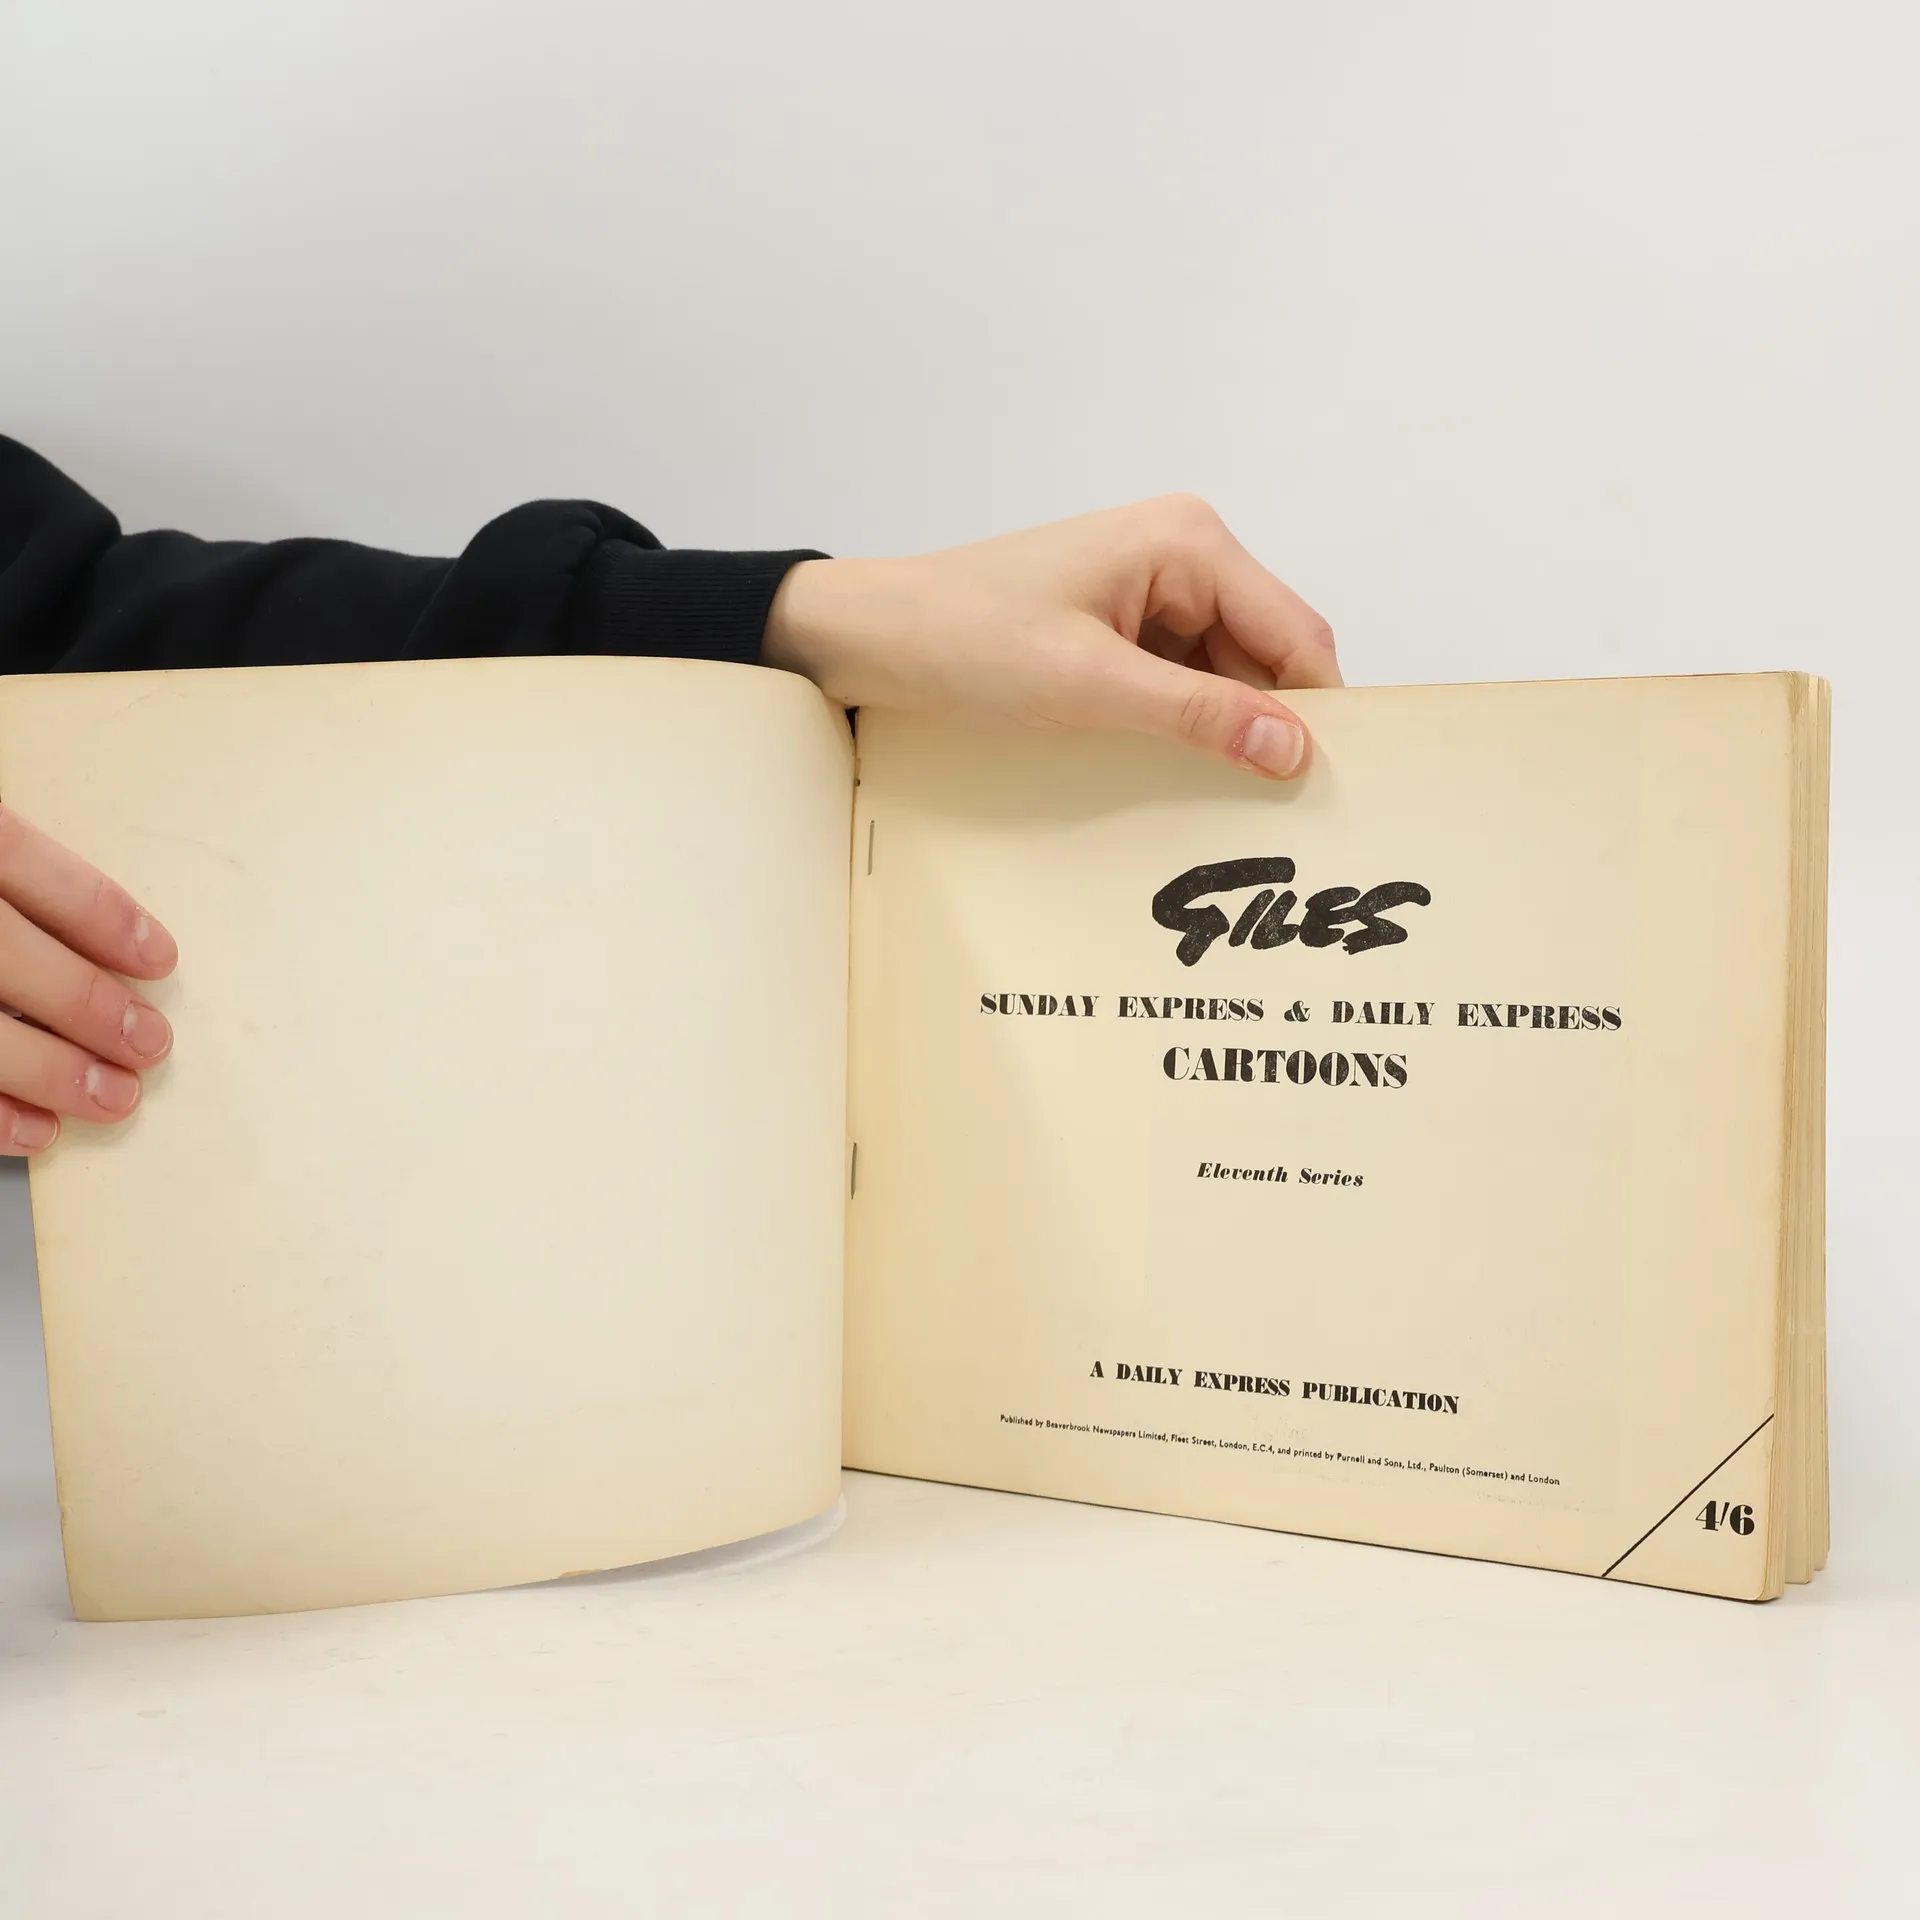 GILES
SUNDAY EXPRESS & DAILY EXPRESS
CARTOONS
Eleventh Series
A DAILY EXPRESS PUBLICATION
Published by Beaverbrook Newspapers Limited, Fleet Street, London, E.C.4, and printed by Purnell and Sons, Ltd., Paulton (Somerset) and London
4/6